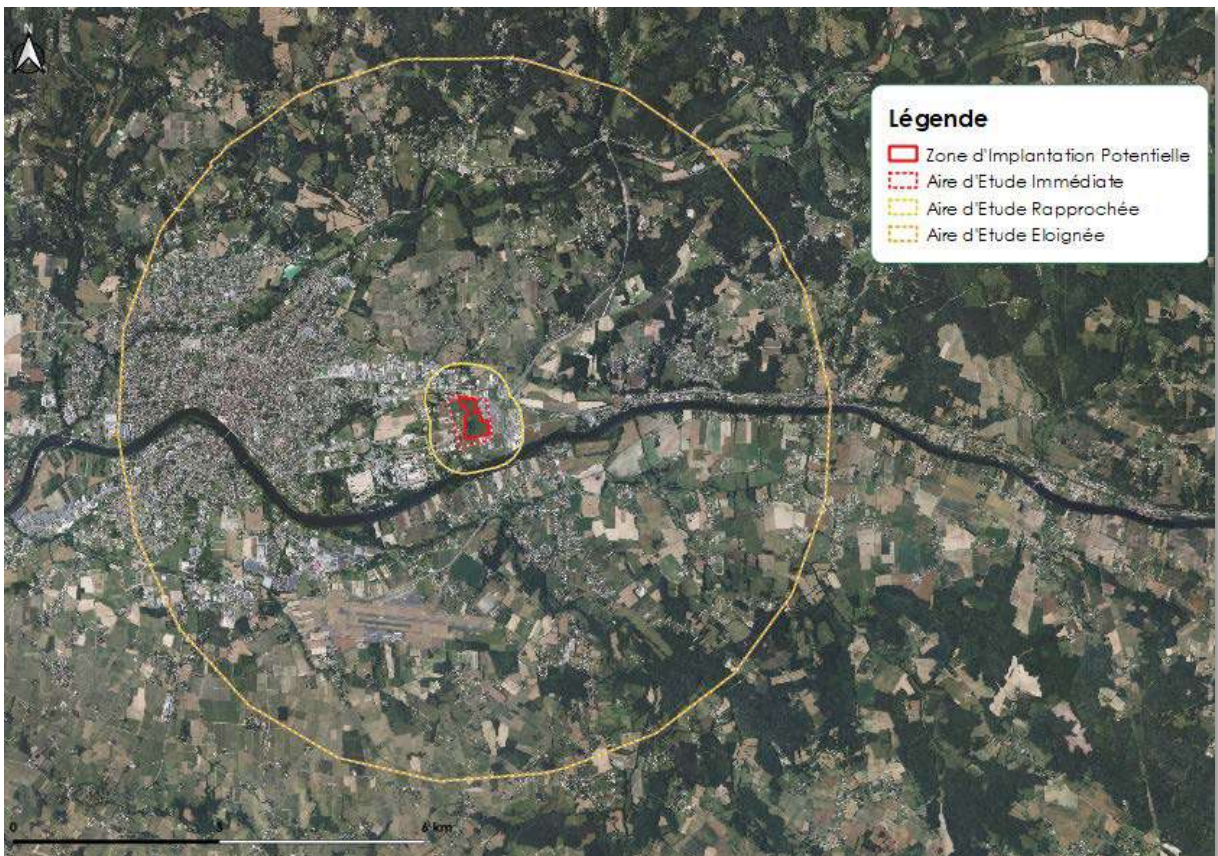 N
Légende
Zone d'Implantation Potentielle
Aire d'Etude Immédiate
Aire d'Etude Rapprochée
Aire d'Etude Eloignée
0 3 6 km